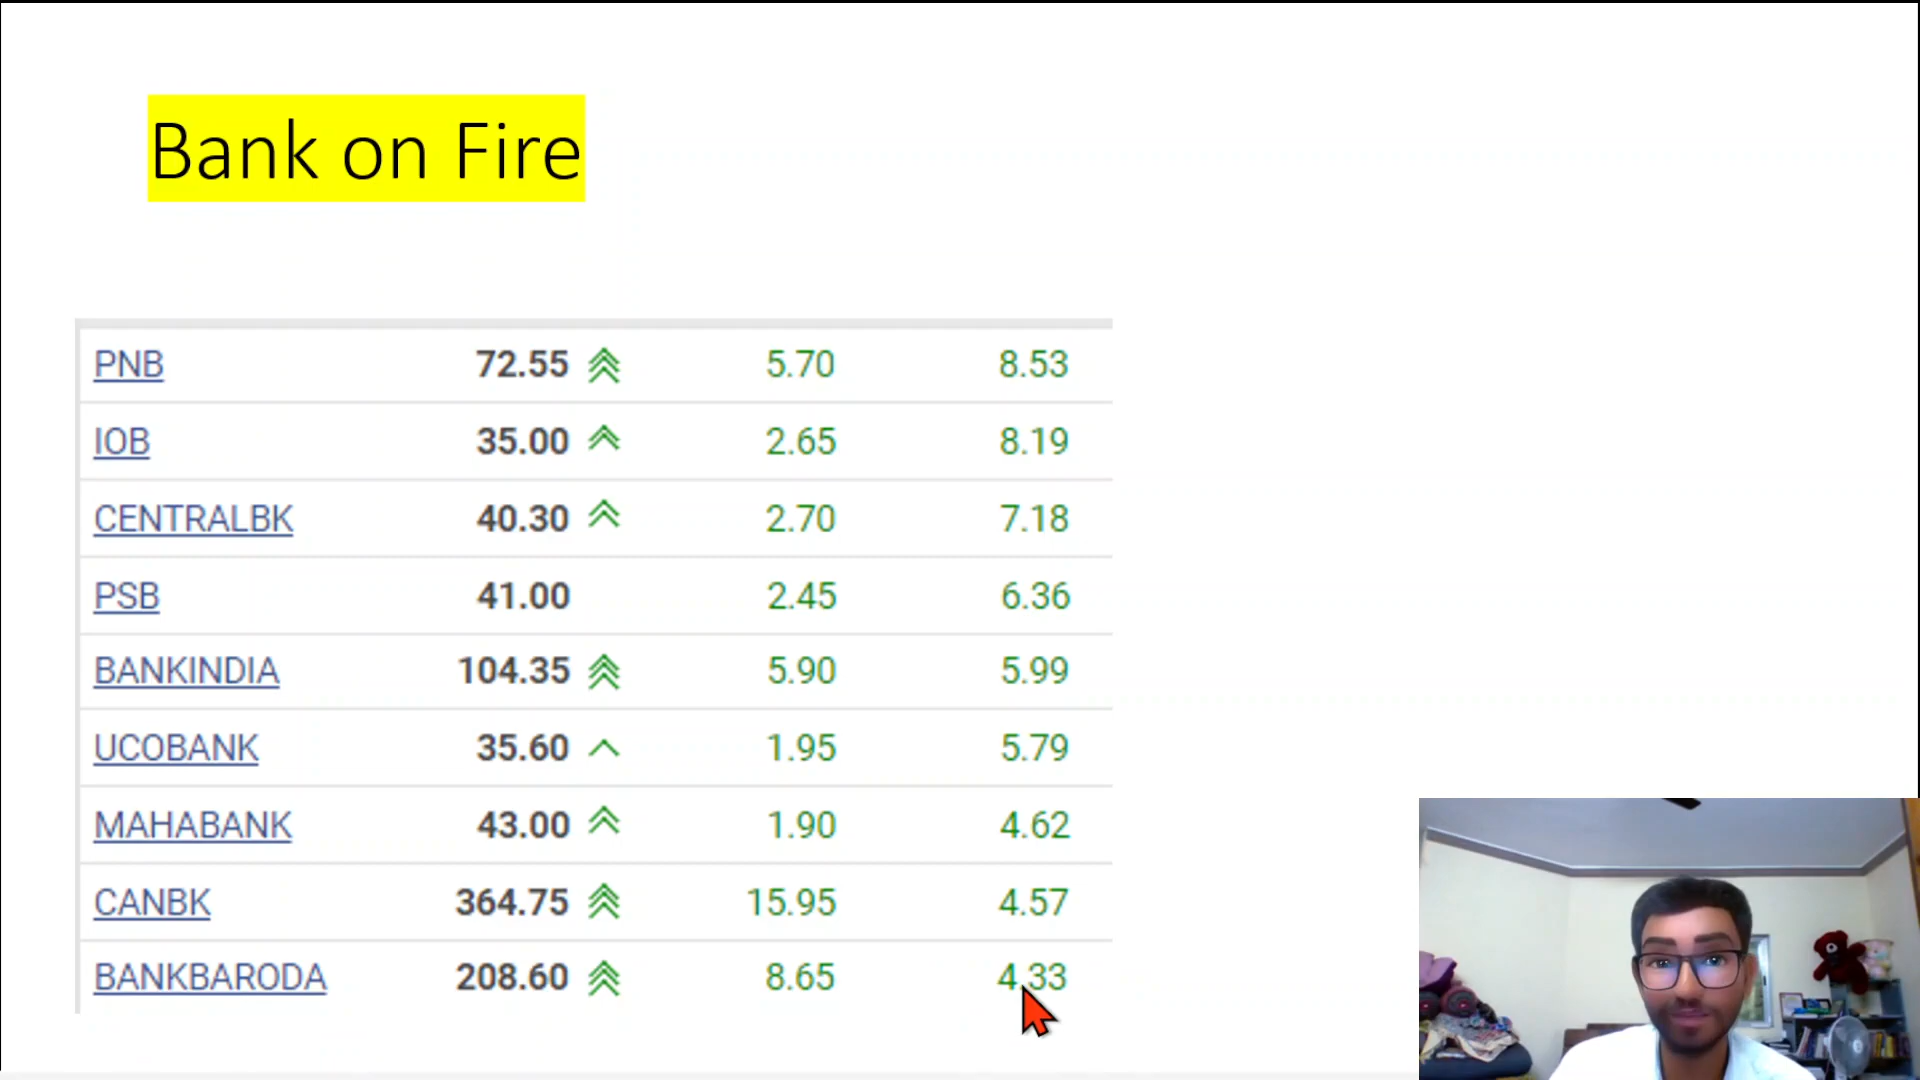 Bank on Fire
PNB 72.55 5.70 8.53
IOB 35.00 2.65 8.19
CENTRALBK 40.30 2.70 7.18
PSB 41.00 2.45 6.36
BANKINDIA 104.35 5.90 5.99
UCOBANK 35.60 1.95 5.79
MAHABANK 43.00 1.90 4.62
CANBK 364.75 15.95 4.57
BANKBARODA 208.60 8.65 4.33